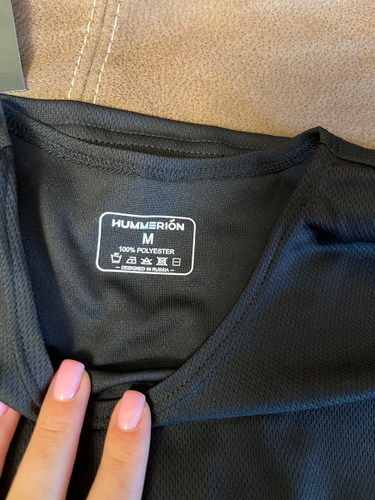 HUMMERIÓN
M
100% POLYESTER
— DESIGNED IN RUSSIA —